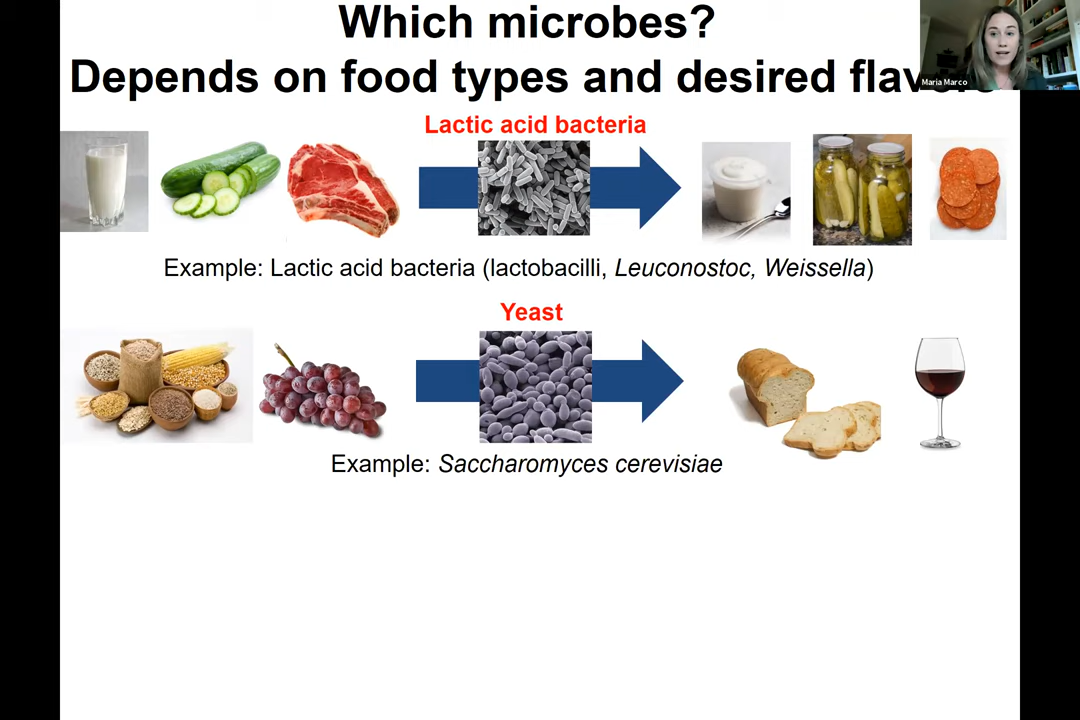 Which microbes?
Depends on food types and desired
Maria Marco
Lactic acid bacteria
Example: Lactic acid bacteria (lactobacilli, Leuconostoc, Weissella)
Yeast
Example: Saccharomyces cerevisiae